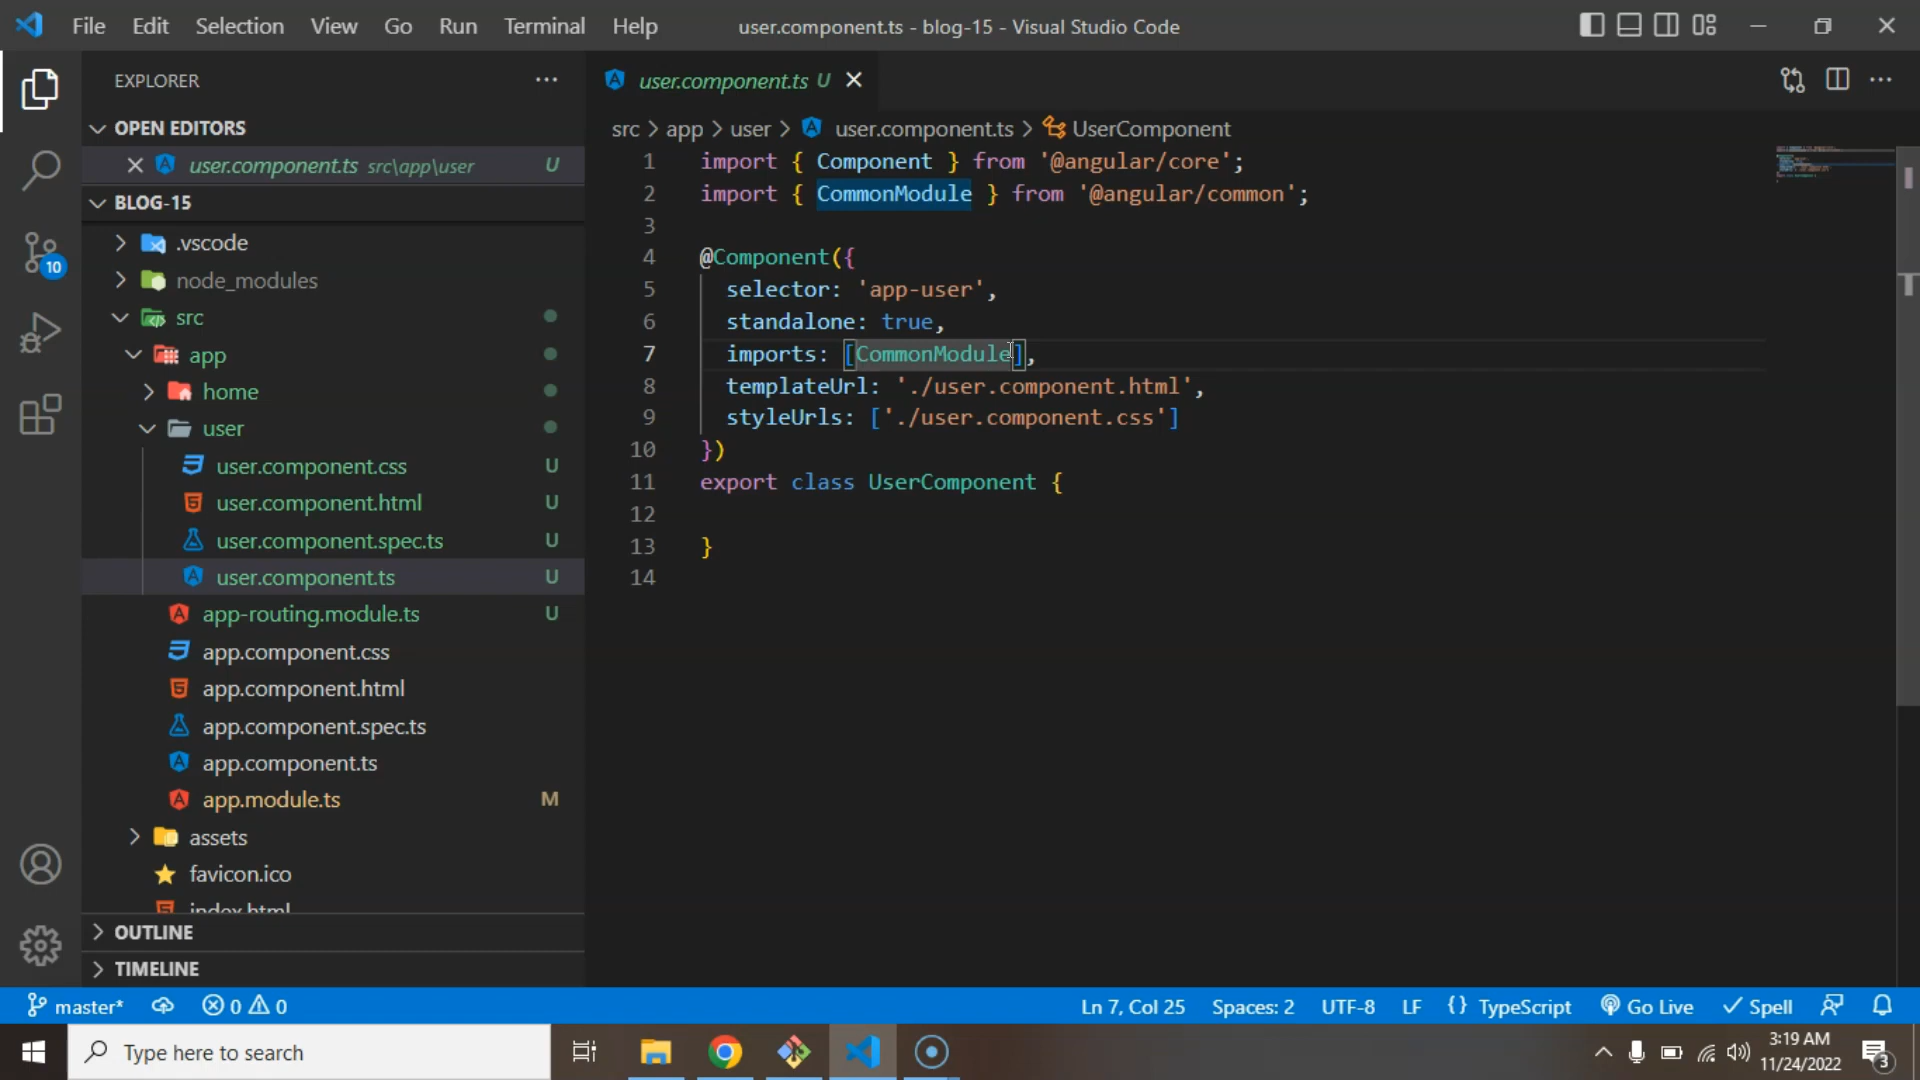 File Edit Selection View Go Run Terminal Help
user.component.ts - blog-15 - Visual Studio Code
EXPLORER
OPEN EDITORS
user.component.ts src\app\user U
BLOG-15
.vscode
node_modules
src
app
home
user
user.component.css U
user.component.html U
user.component.spec.ts U
user.component.ts U
app-routing.module.ts U
app.component.css
app.component.html
app.component.spec.ts
app.component.ts
app.module.ts M
assets
favicon.ico
index.html
OUTLINE
TIMELINE
10
user.component.ts U
src > app > user > user.component.ts > UserComponent
1 import { Component } from '@angular/core';
2 import { CommonModule } from '@angular/common';
3
4 @Component({
5 selector: 'app-user',
6 standalone: true,
7 imports: [CommonModule],
8 templateUrl: './user.component.html',
9 styleUrls: ['./user.component.css']
10 })
11 export class UserComponent {
12
13 }
14
master* 0 0 Ln 7, Col 25 Spaces: 2 UTF-8 LF {} TypeScript Go Live Spell
Type here to search
3:19 AM
11/24/2022
3